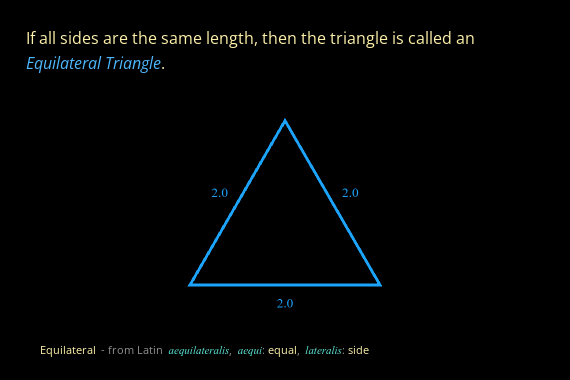 If all sides are the same length, then the triangle is called an
Equilateral Triangle.
2.0 2.0
2.0
Equilateral - from Latin aequilateralis, aequi: equal, lateralis: side